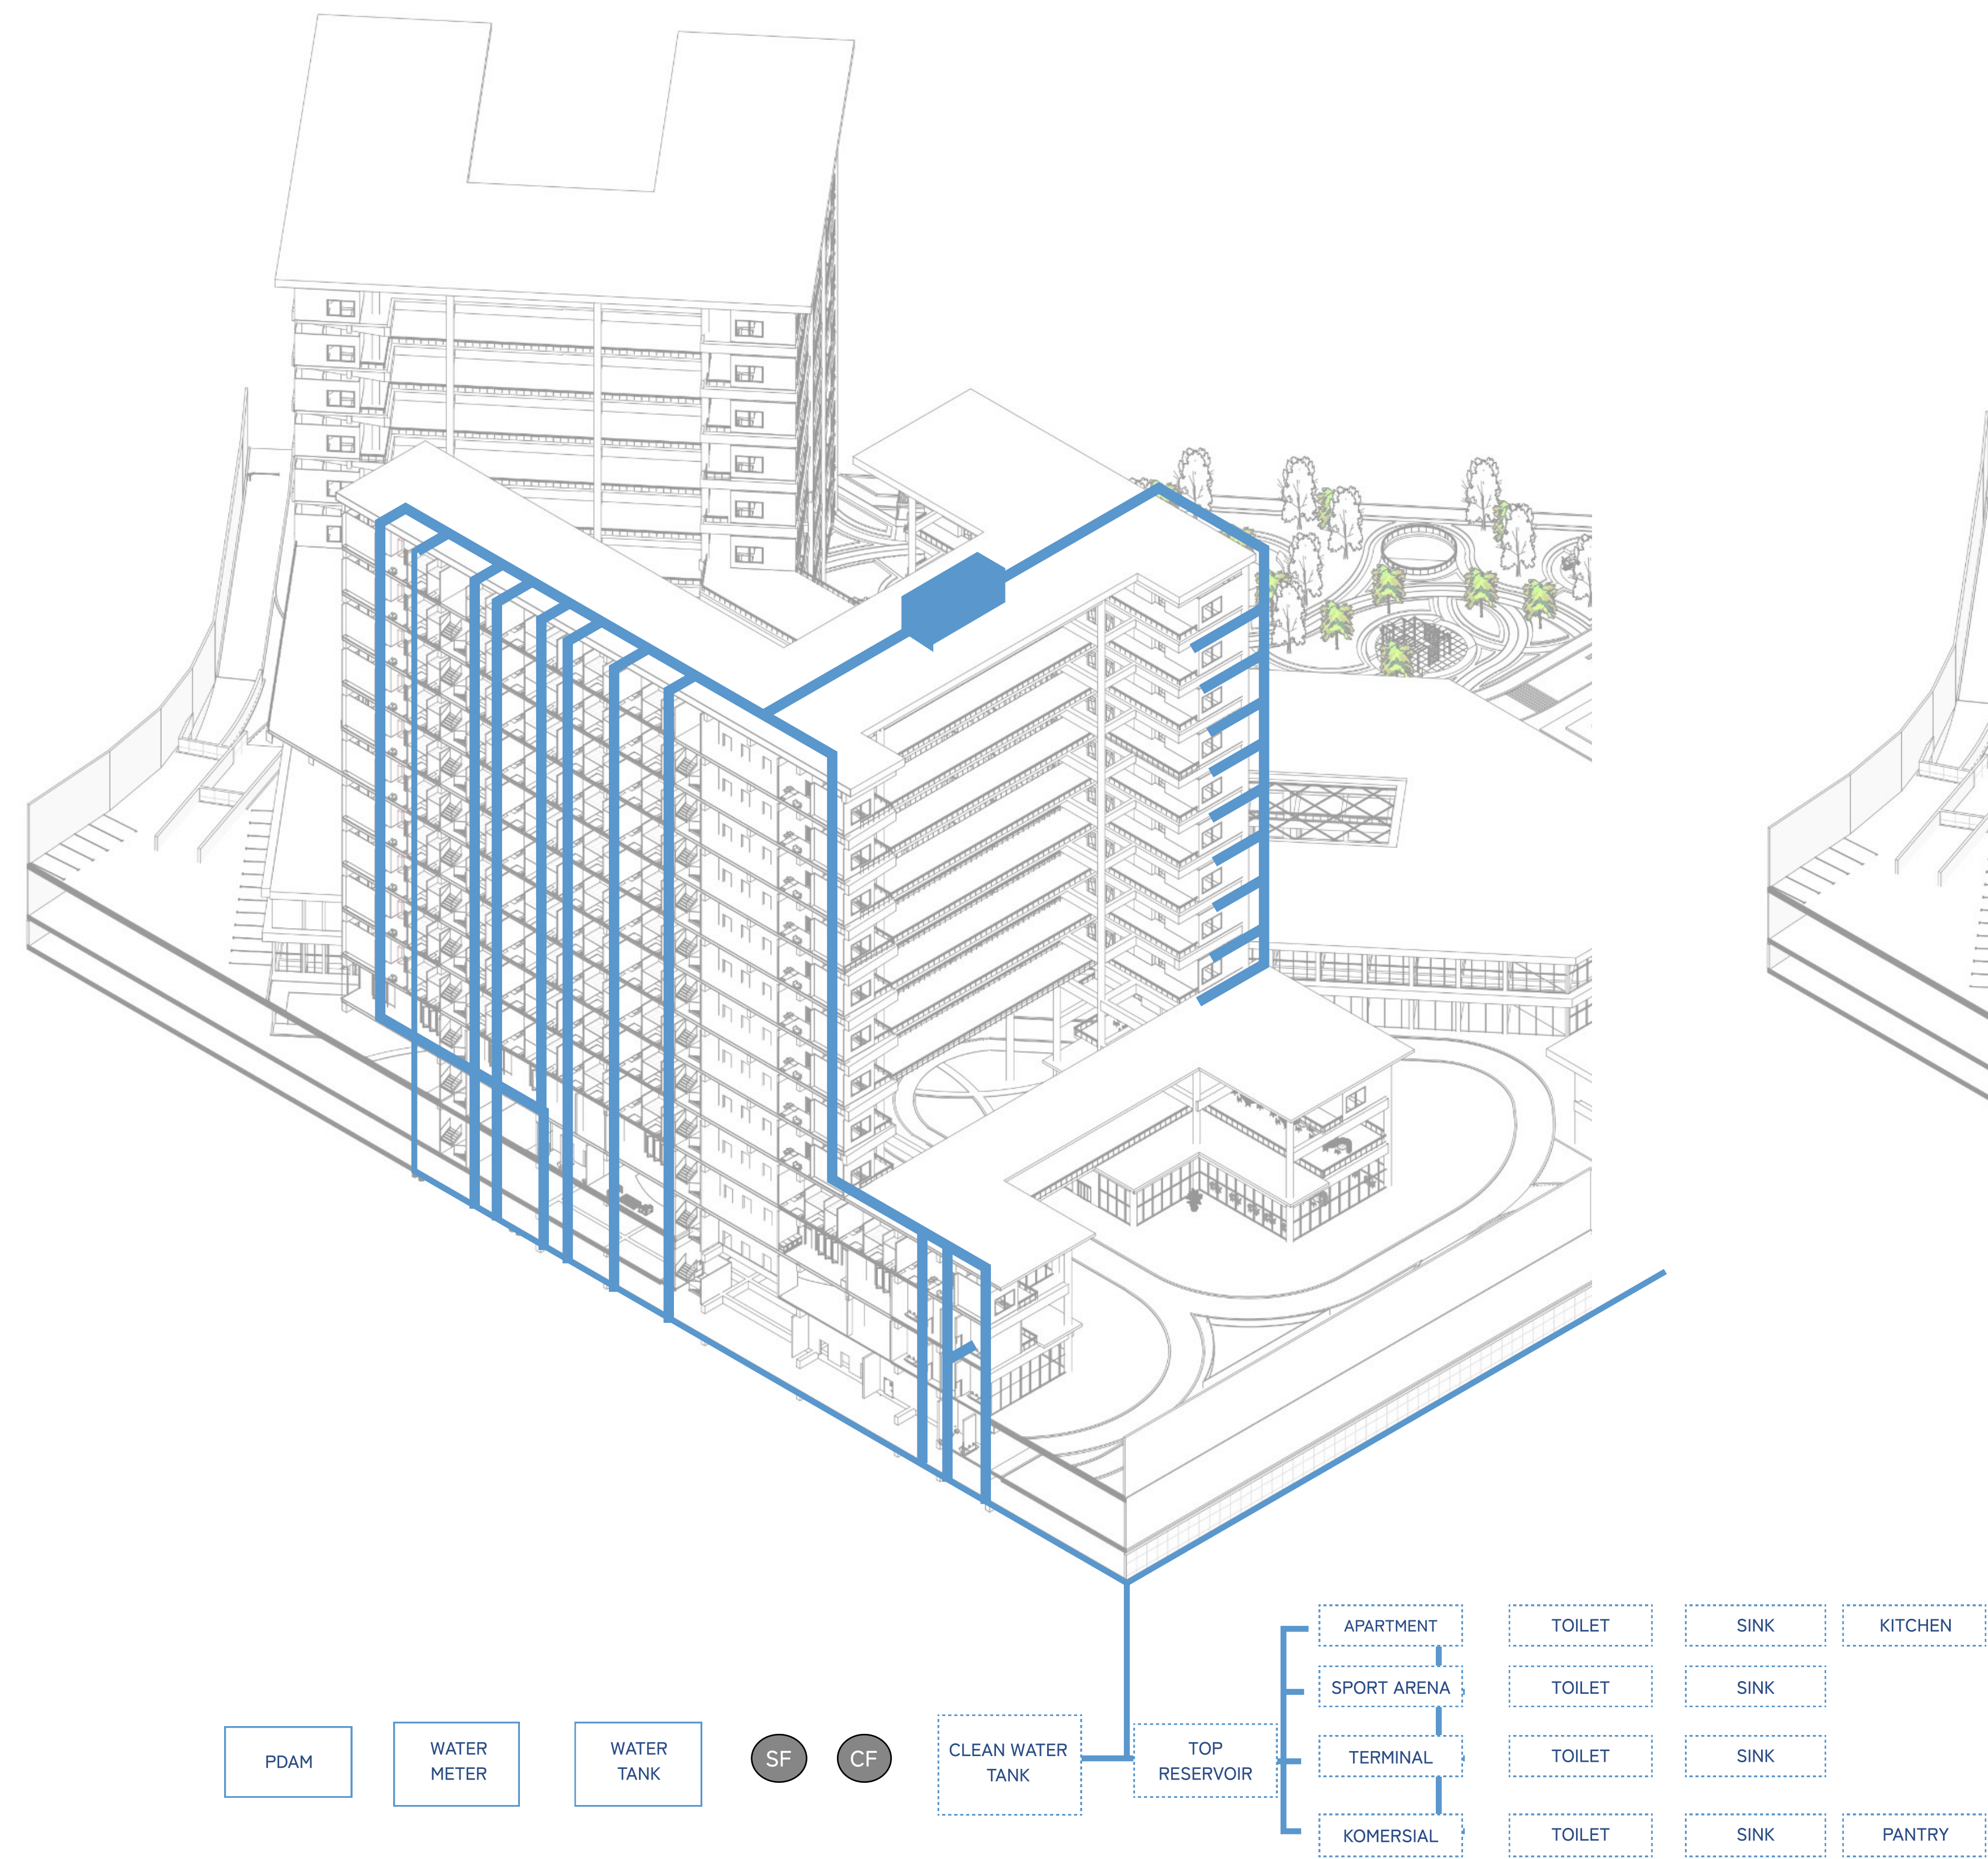 APARTMENT TOILET SINK KITCHEN
SPORT ARENA TOILET SINK
PDAM
WATER
METER
WATER
TANK
SF
CF
CLEAN WATER
TANK
TOP
RESERVOIR
TERMINAL TOILET SINK
KOMERSIAL TOILET SINK PANTRY